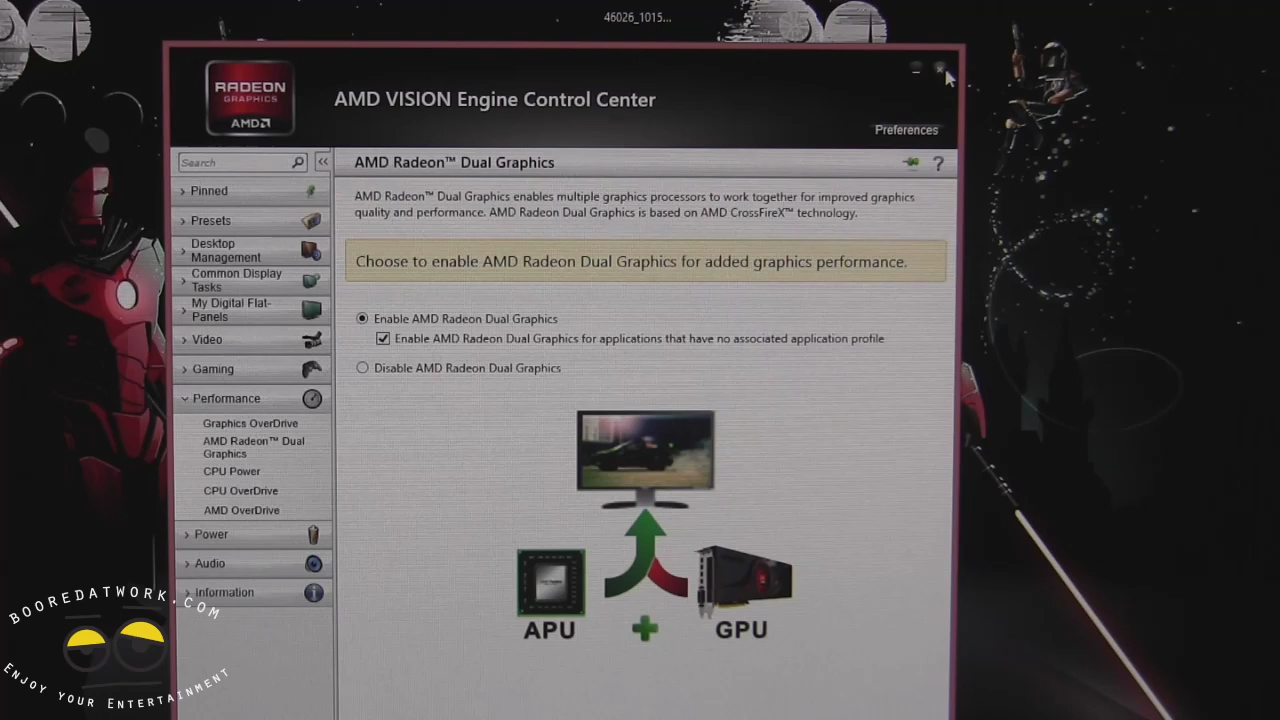 46026_1015...
RADEON
GRAPHICS
AMD
AMD VISION Engine Control Center
Preferences
Search
AMD Radeon™ Dual Graphics
?
Pinned
Presets
Desktop
Management
Common Display
Tasks
My Digital Flat-
Panels
Video
Gaming
Performance
Graphics OverDrive
AMD Radeon™ Dual
Graphics
CPU Power
CPU OverDrive
AMD OverDrive
Power
Audio
Information
AMD Radeon™ Dual Graphics enables multiple graphics processors to work together for improved graphics
quality and performance. AMD Radeon Dual Graphics is based on AMD CrossFireX™ technology.
Choose to enable AMD Radeon Dual Graphics for added graphics performance.
Enable AMD Radeon Dual Graphics
Enable AMD Radeon Dual Graphics for applications that have no associated application profile
Disable AMD Radeon Dual Graphics
APU
GPU
BOOREDATWORK.COM
ENJOY YOUR ENTERTAINMENT